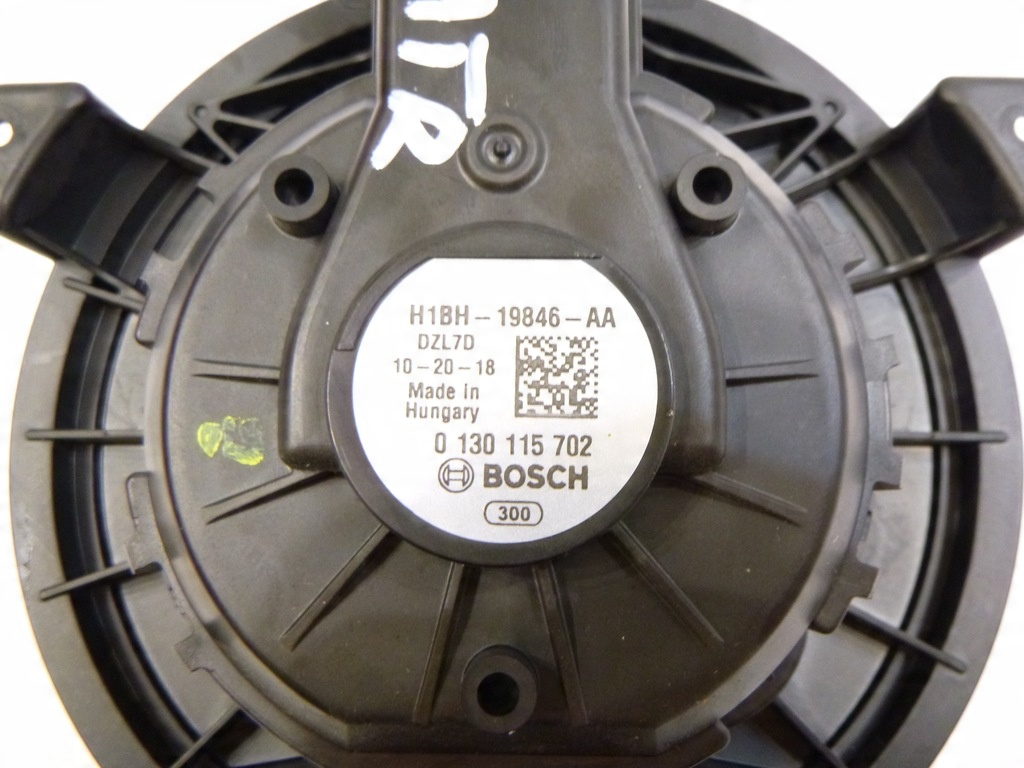 H1BH-19846-AA
DZL7D
10-20-18
Made in
Hungary
0 130 115 702
BOSCH
300